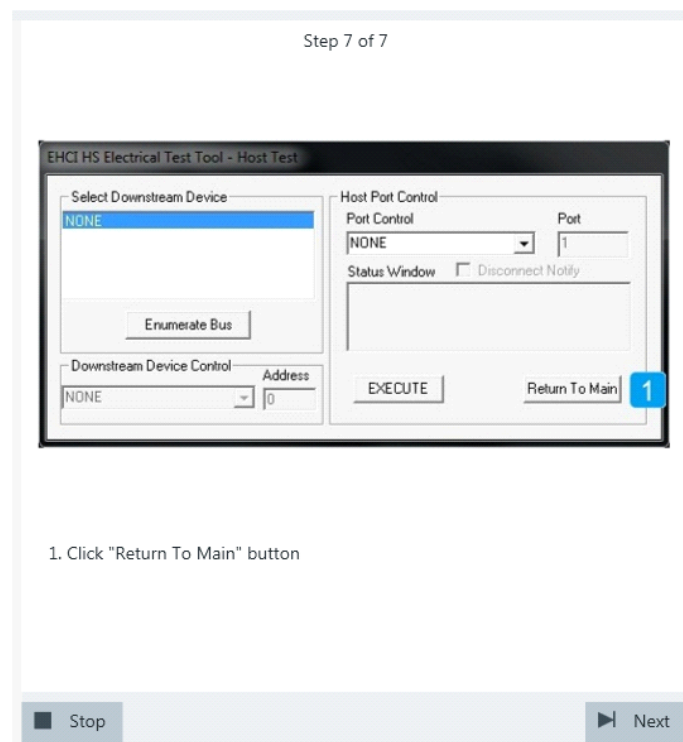 Step 7 of 7
EHCI HS Electrical Test Tool - Host Test
Select Downstream Device
NONE
Enumerate Bus
Downstream Device Control
Address
NONE
0
Host Port Control
Port Control
Port
NONE
1
Status Window
Disconnect Notify
EXECUTE
Return To Main
1
1. Click "Return To Main" button
Stop
Next